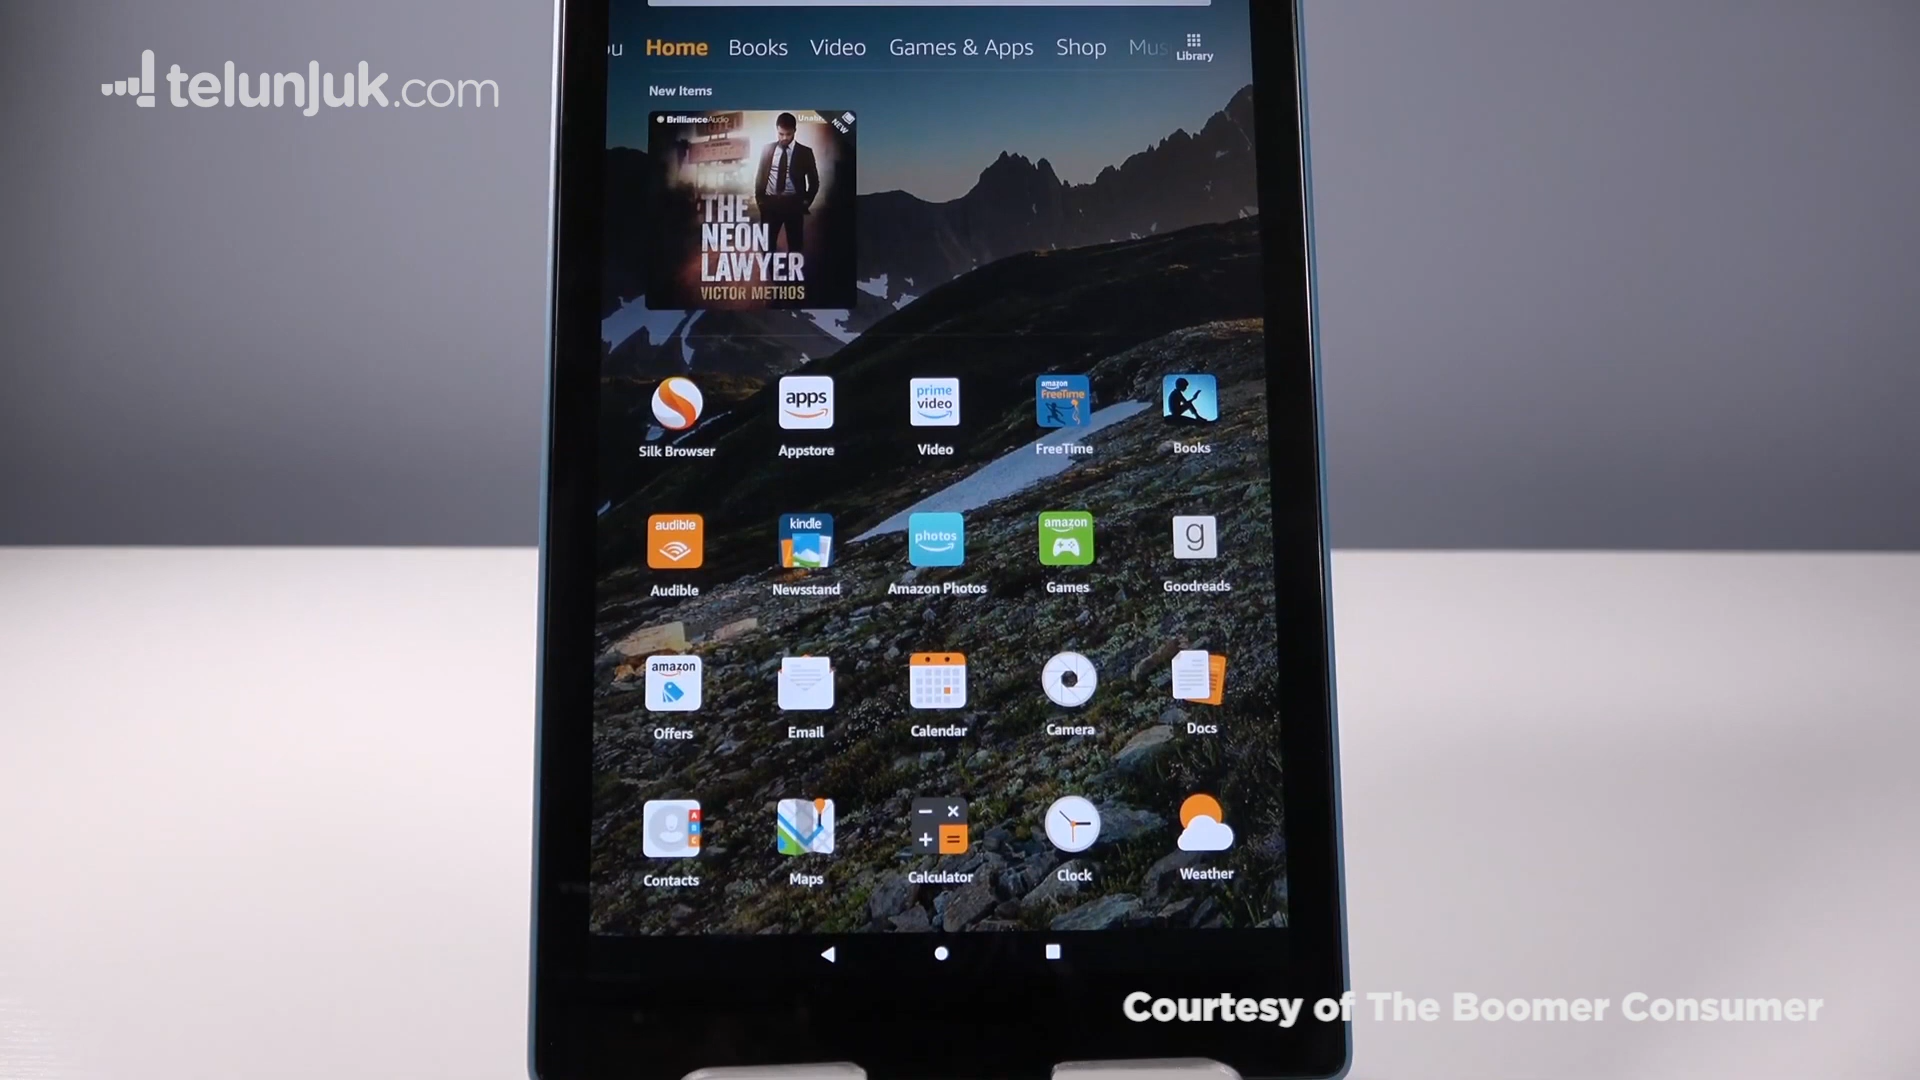 Home Books Video Games & Apps Shop
Library
telunjuk.com
New Items
BrillianceAudio
NEW
THE
NEON
LAWYER
VICTOR METHOS
apps
prime
video
amazon
FreeTime
Silk Browser Appstore Video FreeTime Books
audible
kindle
photos
amazon
g
Audible Newsstand Amazon Photos Games Goodreads
amazon
Offers Email Calendar Camera Docs
A
B
C
Contacts Maps Calculator Clock Weather
Courtesy of The Boomer Consumer